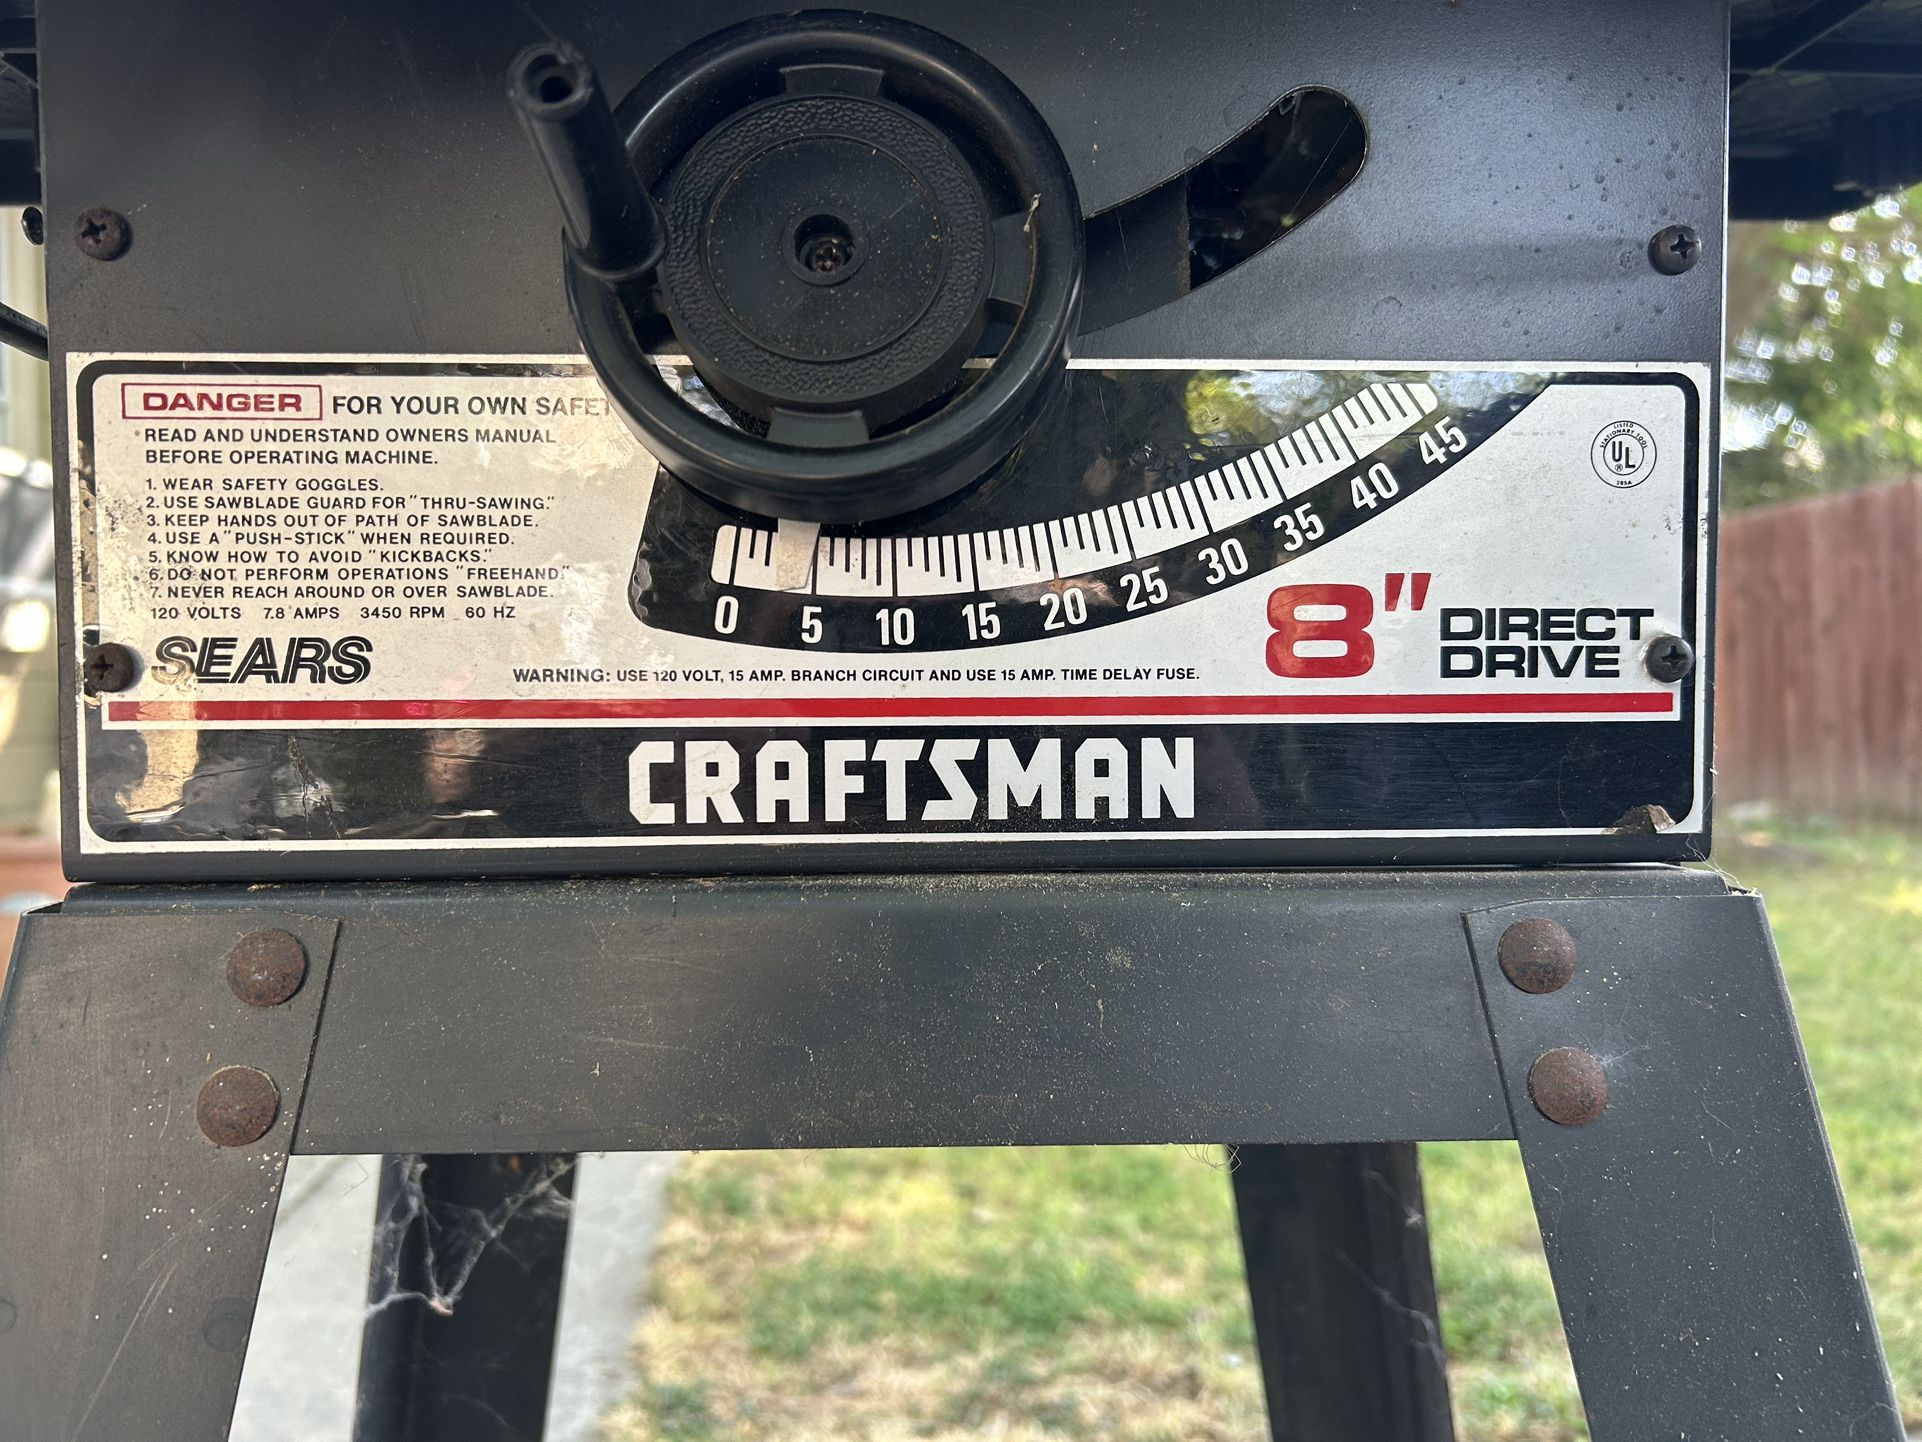 DANGER FOR YOUR OWN SAFET
READ AND UNDERSTAND OWNERS MANUAL
BEFORE OPERATING MACHINE.
1. WEAR SAFETY GOGGLES.
2. USE SAWBLADE GUARD FOR "THRU-SAWING."
3. KEEP HANDS OUT OF PATH OF SAWBLADE.
4. USE A "PUSH-STICK" WHEN REQUIRED.
5. KNOW HOW TO AVOID "KICKBACKS."
6. DO NOT PERFORM OPERATIONS "FREEHAND."
7. NEVER REACH AROUND OR OVER SAWBLADE.
120 VOLTS 7.8 AMPS 3450 RPM 60 HZ
SEARS
0 5 10 15 20 25 30 35 40 45
LISTED
STATIONARY TOOL
UL
®
285A
8" DIRECT
DRIVE
WARNING: USE 120 VOLT, 15 AMP. BRANCH CIRCUIT AND USE 15 AMP. TIME DELAY FUSE.
CRAFTSMAN